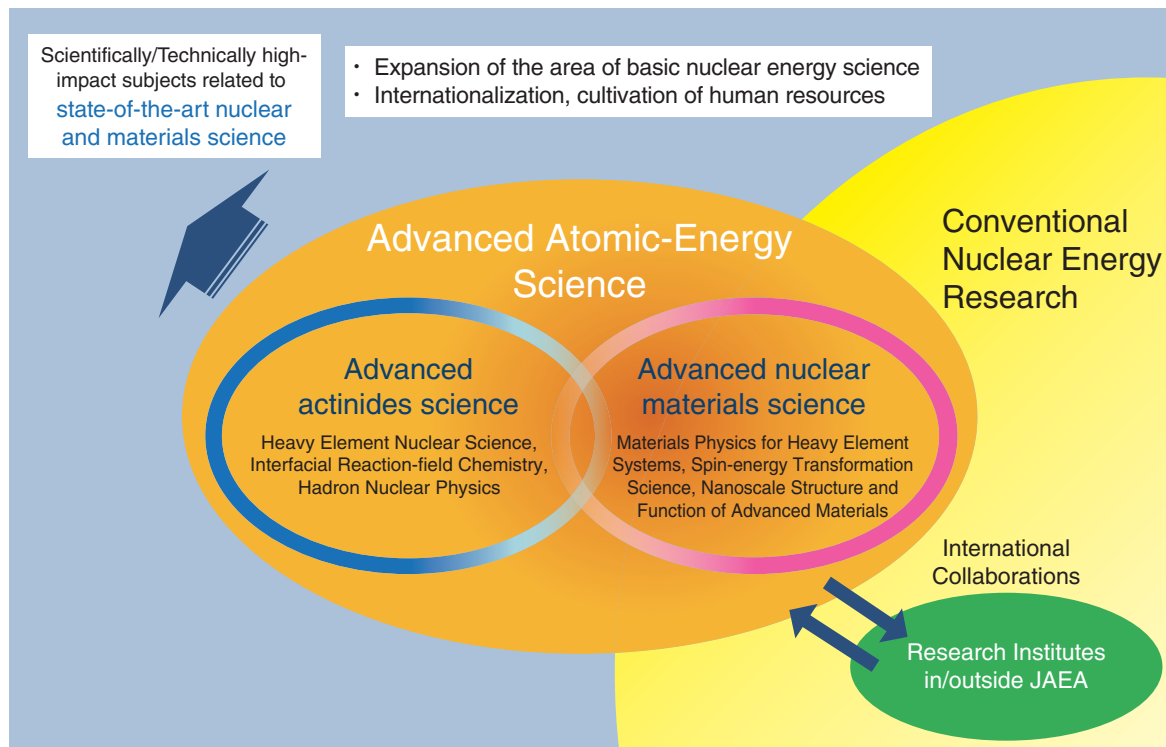 Scientifically/Technically high-
impact subjects related to
state-of-the-art nuclear
and materials science
・ Expansion of the area of basic nuclear energy science
・ Internationalization, cultivation of human resources
Advanced Atomic-Energy
Science
Conventional
Nuclear Energy
Research
Advanced
actinides science
Heavy Element Nuclear Science,
Interfacial Reaction-field Chemistry,
Hadron Nuclear Physics
Advanced nuclear
materials science
Materials Physics for Heavy Element
Systems, Spin-energy Transformation
Science, Nanoscale Structure and
Function of Advanced Materials
International
Collaborations
Research Institutes
in/outside JAEA